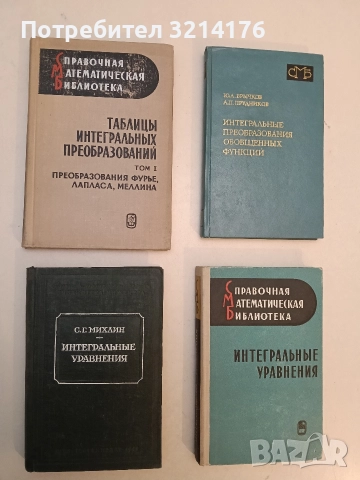 Потребител 3214176
СПРАВОЧНАЯ
МАТЕМАТИЧЕСКАЯ
БИБЛИОТЕКА
ТАБЛИЦЫ
ИНТЕГРАЛЬНЫХ
ПРЕОБРАЗОВАНИЙ
ТОМ I
ПРЕОБРАЗОВАНИЯ ФУРЬЕ,
ЛАПЛАСА, МЕЛЛИНА
СМБ
Ю.А. БРЫЧКОВ
А.П. ПРУДНИКОВ
ИНТЕГРАЛЬНЫЕ
ПРЕОБРАЗОВАНИЯ
ОБОБЩЕННЫХ
ФУНКЦИЙ
С.Г. МИХЛИН
ИНТЕГРАЛЬНЫЕ
УРАВНЕНИЯ
СПРАВОЧНАЯ
МАТЕМАТИЧЕСКАЯ
БИБЛИОТЕКА
ИНТЕГРАЛЬНЫЕ
УРАВНЕНИЯ
bazar.bg